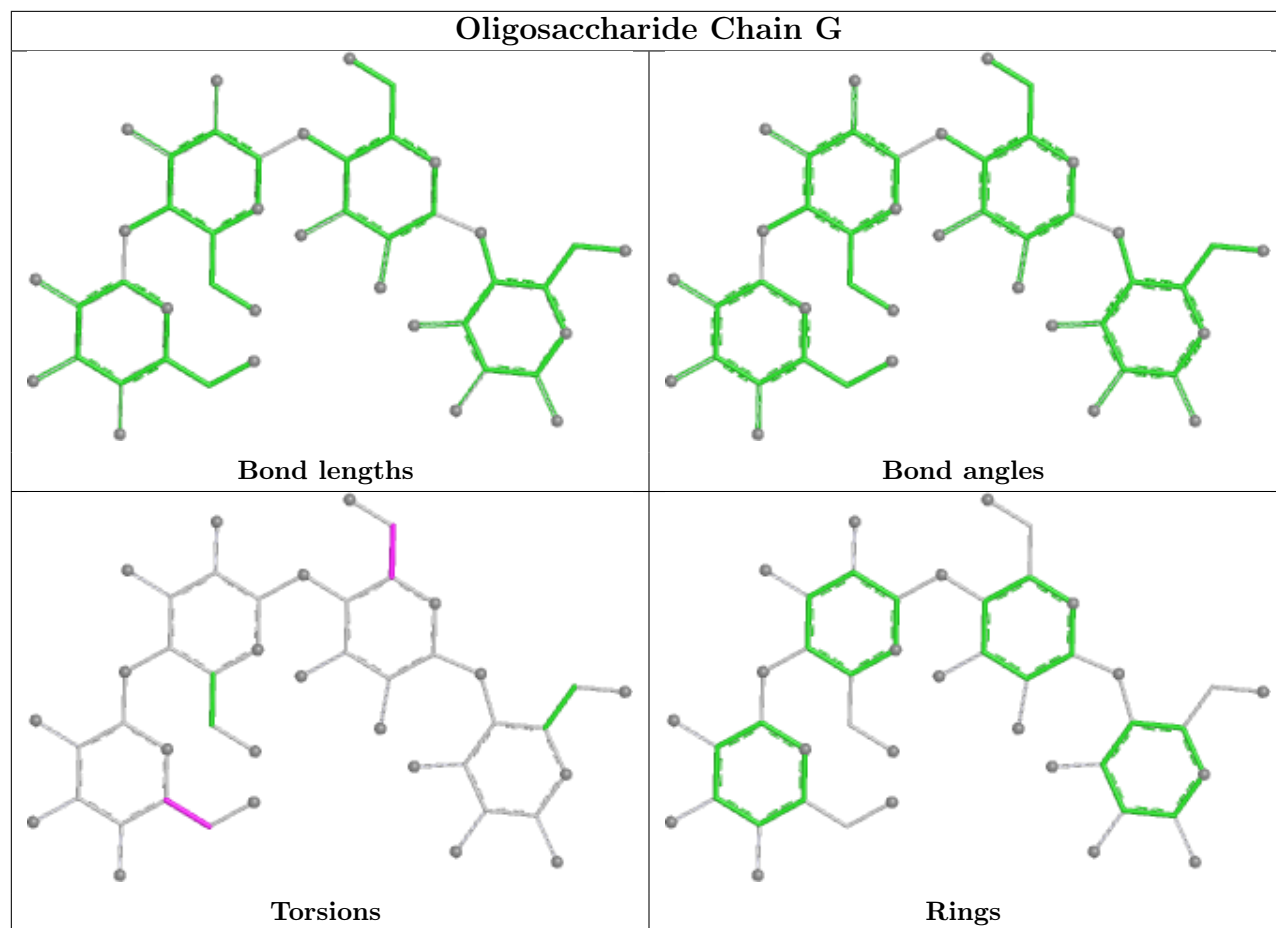 Oligosaccharide Chain G
Bond lengths
Bond angles
Torsions
Rings